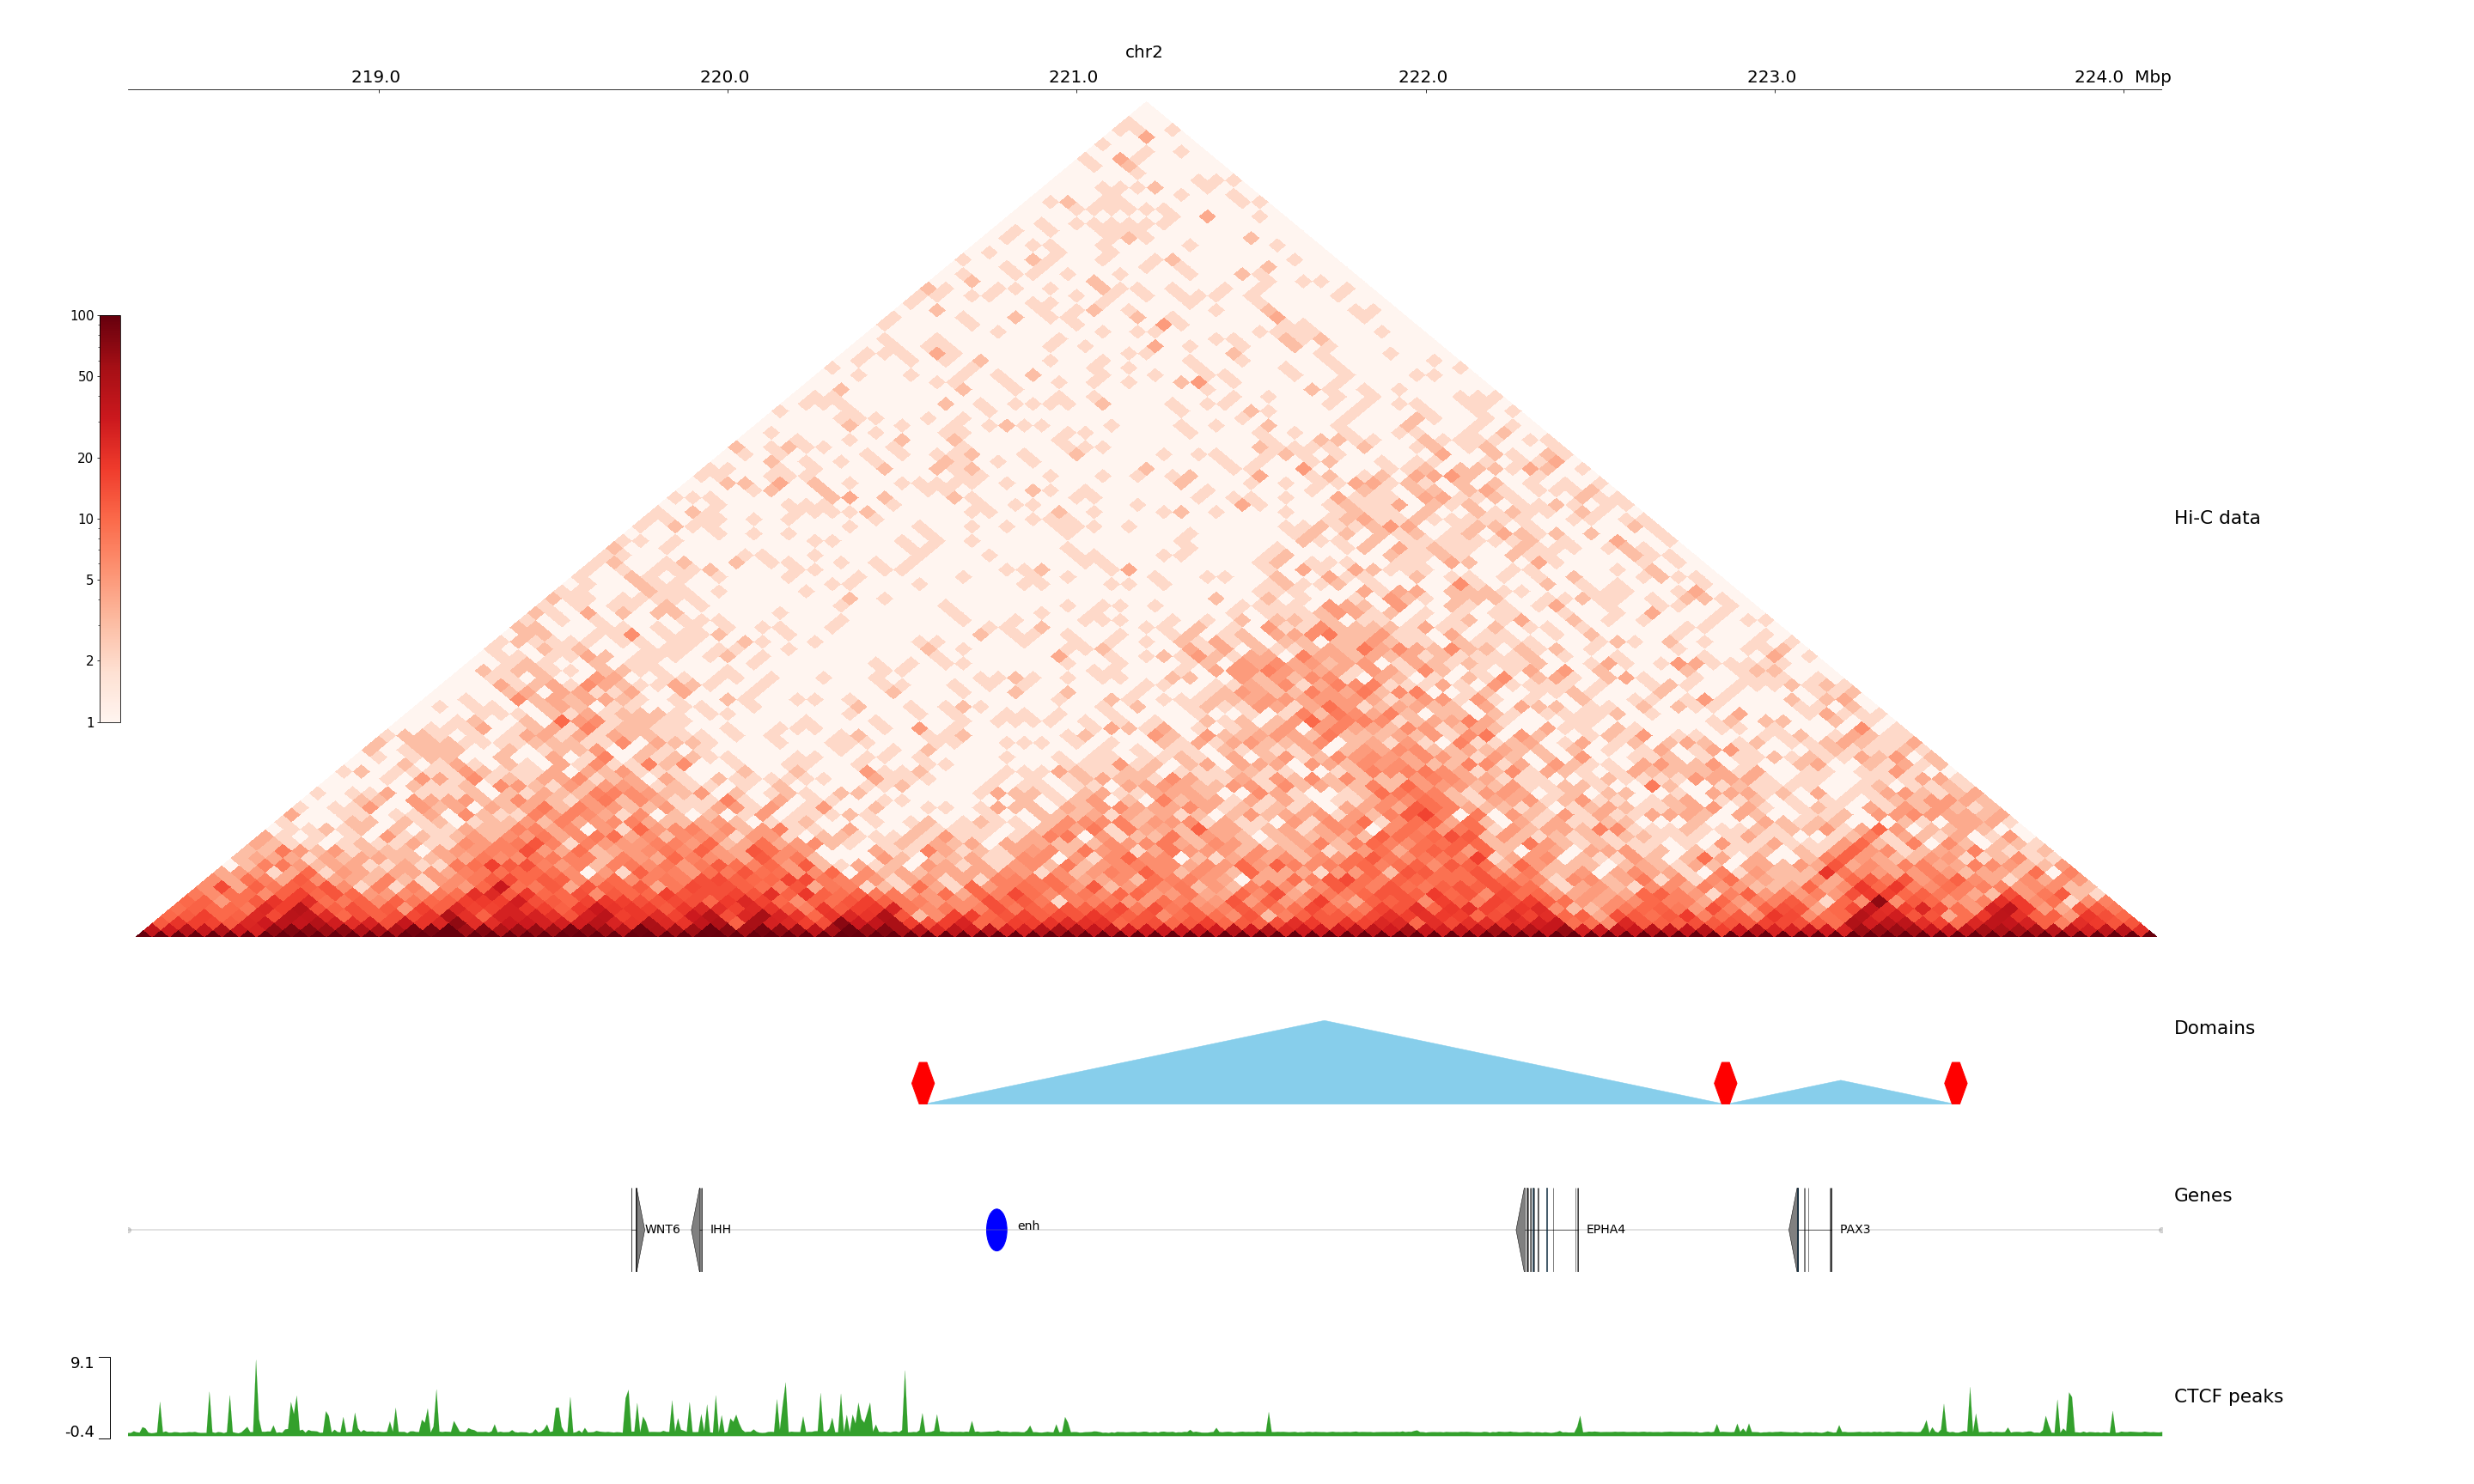 chr2
219.0 220.0 221.0 222.0 223.0 224.0 Mbp
100
50
20
Hi-C data
10
5
2
1
Domains
Genes
WNT6 IHH enh EPHA4 PAX3
9.1
CTCF peaks
-0.4